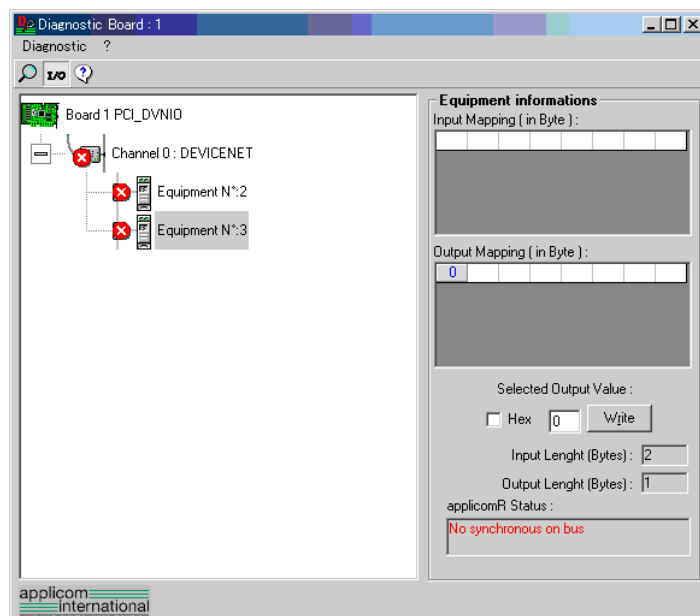 Diagnostic Board : 1
Diagnostic ?
I/O
Board 1 PCI_DVNIO
Channel 0 : DEVICENET
Equipment N°:2
Equipment N°:3
Equipment informations
Input Mapping ( in Byte ) :
Output Mapping ( in Byte ) :
0
Selected Output Value :
Hex 0 Write
Input Lenght (Bytes) : 2
Output Lenght (Bytes) : 1
applicomR Status :
No synchronous on bus
applicom
international